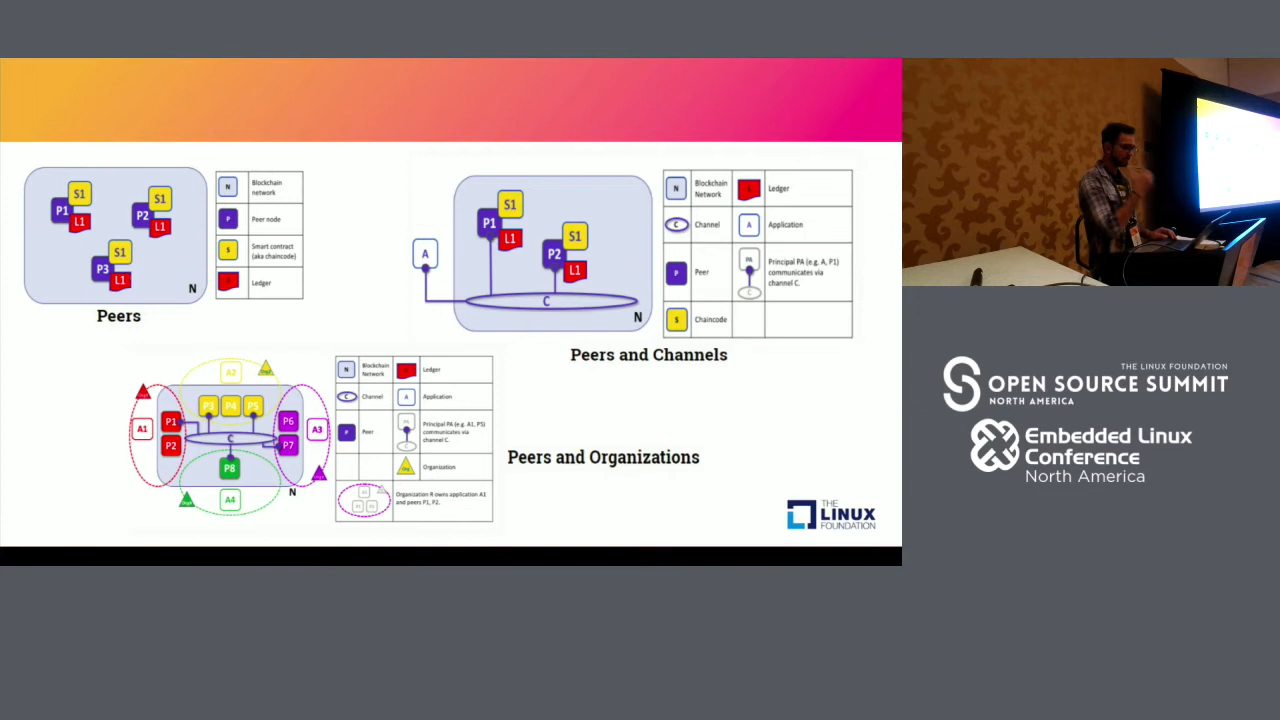 P1
S1
L1
P2
S1
L1
P3
S1
L1
N
Peers
N
Blockchain
network
P
Peer node
S
Smart contract
(aka chaincode)
Ledger
A
P1
S1
L1
P2
S1
L1
C
N
Peers and Channels
N
Blockchain
Network
Ledger
C
Channel
A
Application
P
Peer
PA
C
Principal PA (e.g. A, P1)
communicates via
channel C.
S
Chaincode
A2
P3
P4
P5
A1
P1
P2
C
P6
P7
A3
P8
A4
N
N
Blockchain
Network
Ledger
C
Channel
A
Application
P
Peer
Principal PA (e.g. A1, P5)
communicates via
channel C.
Organization
Organization R owns application A1
and peers P1, P2.
Peers and Organizations
THE
LINUX
FOUNDATION
THE LINUX FOUNDATION
OPEN SOURCE SUMMIT
NORTH AMERICA
Embedded Linux
Conference
North America